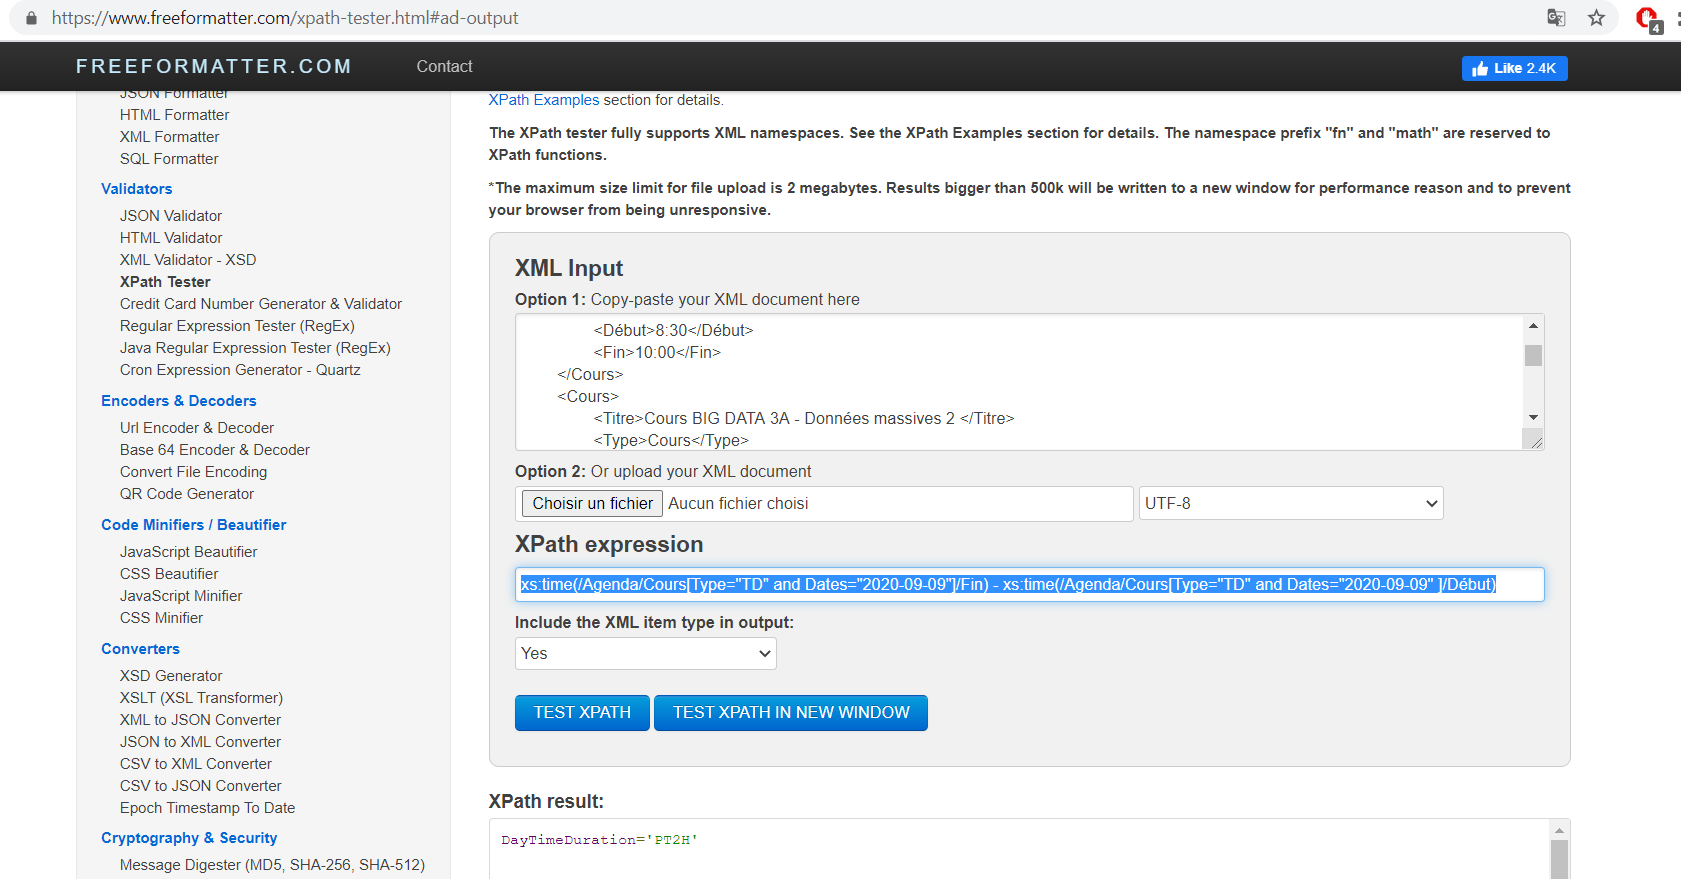 https://www.freeformatter.com/xpath-tester.html#ad-output
4
FREEFORMATTER.COM
Contact
Like 2.4K
JSON Formatter
HTML Formatter
XML Formatter
SQL Formatter
Validators
JSON Validator
HTML Validator
XML Validator - XSD
XPath Tester
Credit Card Number Generator & Validator
Regular Expression Tester (RegEx)
Java Regular Expression Tester (RegEx)
Cron Expression Generator - Quartz
Encoders & Decoders
Url Encoder & Decoder
Base 64 Encoder & Decoder
Convert File Encoding
QR Code Generator
Code Minifiers / Beautifier
JavaScript Beautifier
CSS Beautifier
JavaScript Minifier
CSS Minifier
Converters
XSD Generator
XSLT (XSL Transformer)
XML to JSON Converter
JSON to XML Converter
CSV to XML Converter
CSV to JSON Converter
Epoch Timestamp To Date
Cryptography & Security
Message Digester (MD5, SHA-256, SHA-512)
XPath Examples section for details.
The XPath tester fully supports XML namespaces. See the XPath Examples section for details. The namespace prefix "fn" and "math" are reserved to
XPath functions.
*The maximum size limit for file upload is 2 megabytes. Results bigger than 500k will be written to a new window for performance reason and to prevent
your browser from being unresponsive.
XML Input
Option 1: Copy-paste your XML document here
<Début>8:30</Début>
<Fin>10:00</Fin>
</Cours>
<Cours>
<Titre>Cours BIG DATA 3A - Données massives 2 </Titre>
<Type>Cours</Type>
Option 2: Or upload your XML document
Choisir un fichier Aucun fichier choisi
UTF-8
XPath expression
xs:time(/Agenda/Cours[Type="TD" and Dates="2020-09-09"]/Fin) - xs:time(/Agenda/Cours[Type="TD" and Dates="2020-09-09" ]/Début)
Include the XML item type in output:
Yes
TEST XPATH
TEST XPATH IN NEW WINDOW
XPath result:
DayTimeDuration='PT2H'